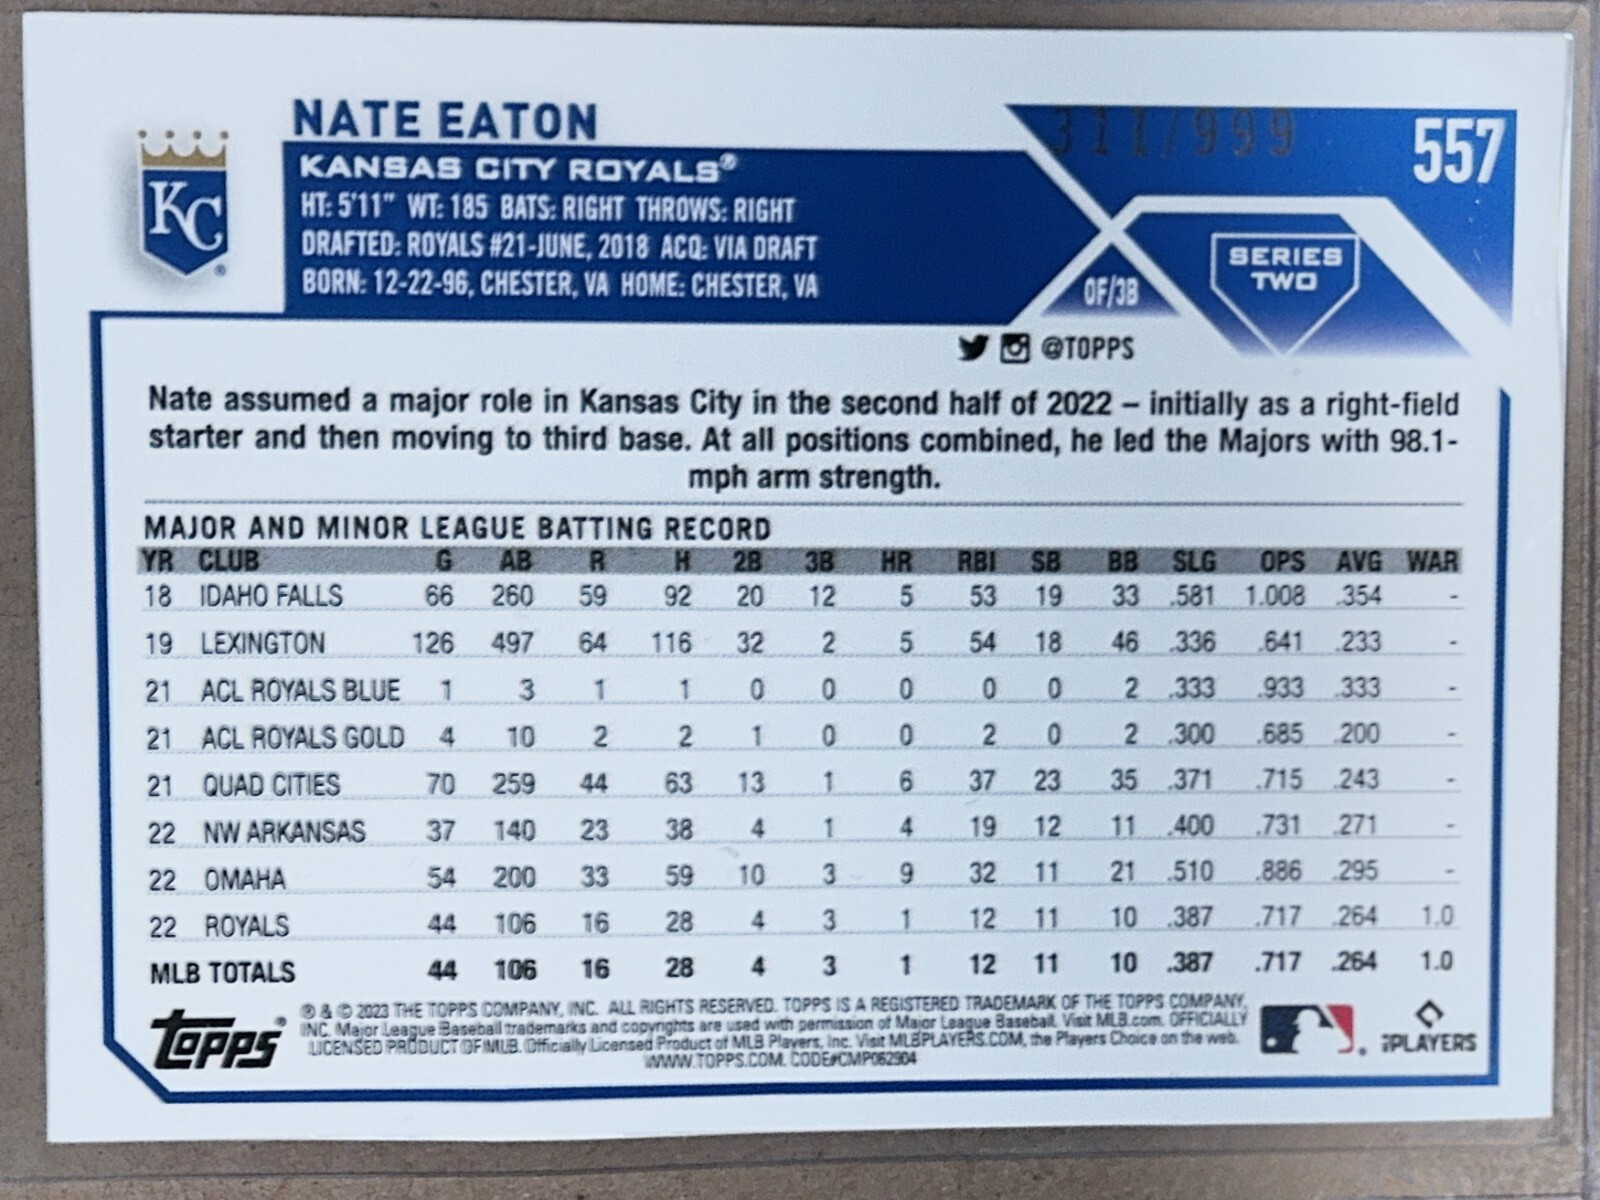 NATE EATON
311/999
557
KANSAS CITY ROYALS®
HT: 5'11" WT: 185 BATS: RIGHT THROWS: RIGHT
DRAFTED: ROYALS #21-JUNE, 2018 ACQ: VIA DRAFT
BORN: 12-22-96, CHESTER, VA HOME: CHESTER, VA
KC
OF/3B
SERIES
TWO
@TOPPS
Nate assumed a major role in Kansas City in the second half of 2022 – initially as a right-field
starter and then moving to third base. At all positions combined, he led the Majors with 98.1-
mph arm strength.
MAJOR AND MINOR LEAGUE BATTING RECORD
YR CLUB G AB R H 2B 3B HR RBI SB BB SLG OPS AVG WAR
18 IDAHO FALLS 66 260 59 92 20 12 5 53 19 33 .581 1.008 .354 -
19 LEXINGTON 126 497 64 116 32 2 5 54 18 46 .336 .641 .233 -
21 ACL ROYALS BLUE 1 3 1 1 0 0 0 0 0 2 .333 .933 .333 -
21 ACL ROYALS GOLD 4 10 2 2 1 0 0 2 0 2 .300 .685 .200 -
21 QUAD CITIES 70 259 44 63 13 1 6 37 23 35 .371 .715 .243 -
22 NW ARKANSAS 37 140 23 38 4 1 4 19 12 11 .400 .731 .271 -
22 OMAHA 54 200 33 59 10 3 9 32 11 21 .510 .886 .295 -
22 ROYALS 44 106 16 28 4 3 1 12 11 10 .387 .717 .264 1.0
MLB TOTALS 44 106 16 28 4 3 1 12 11 10 .387 .717 .264 1.0
Topps®
® & © 2023 THE TOPPS COMPANY, INC. ALL RIGHTS RESERVED. TOPPS IS A REGISTERED TRADEMARK OF THE TOPPS COMPANY,
INC. Major League Baseball trademarks and copyrights are used with permission of Major League Baseball. Visit MLB.com. OFFICIALLY
LICENSED PRODUCT OF MLB. Officially Licensed Product of MLB Players, Inc. Visit MLBPLAYERS.COM, the Players Choice on the web.
WWW.TOPPS.COM. CODE#CMP062904
PLAYERS